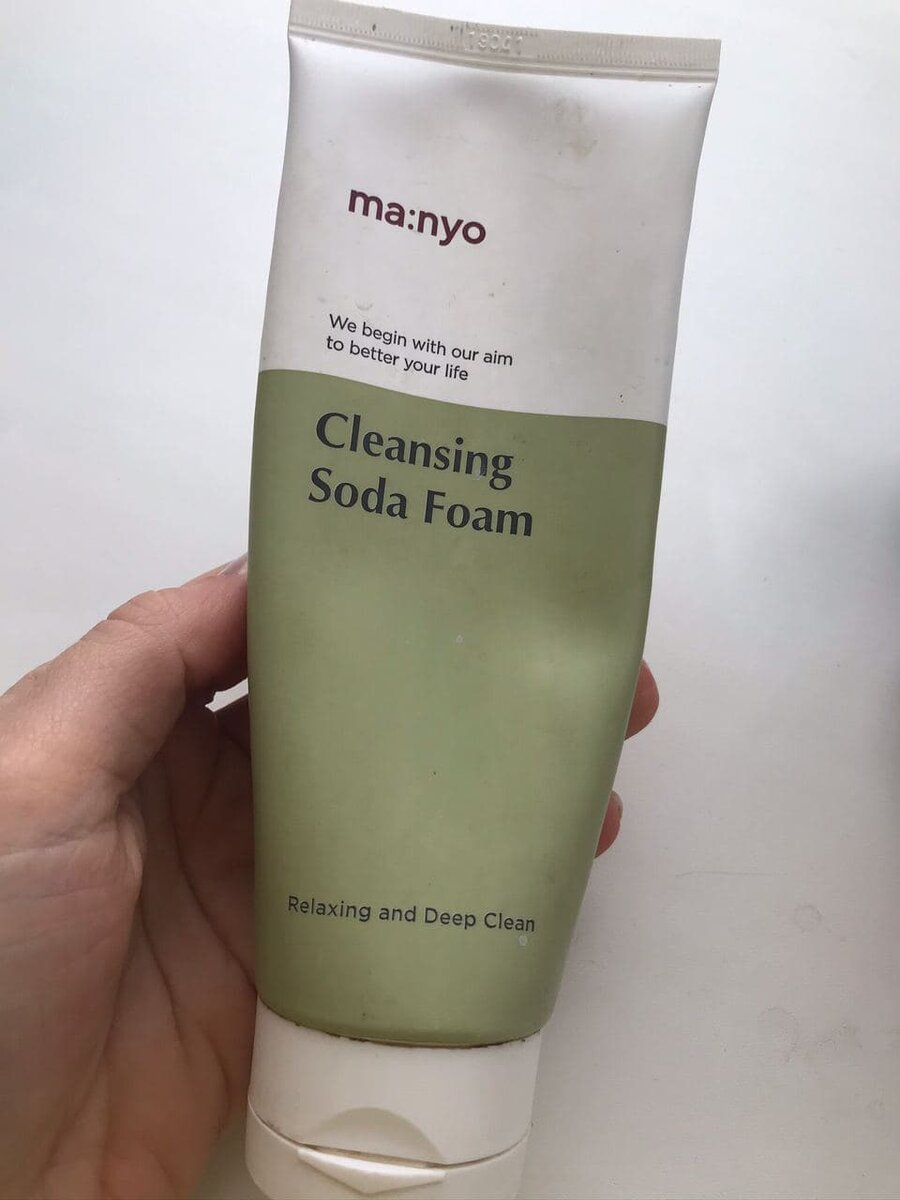 ma:nyo
We begin with our aim
to better your life
Cleansing
Soda Foam
Relaxing and Deep Clean